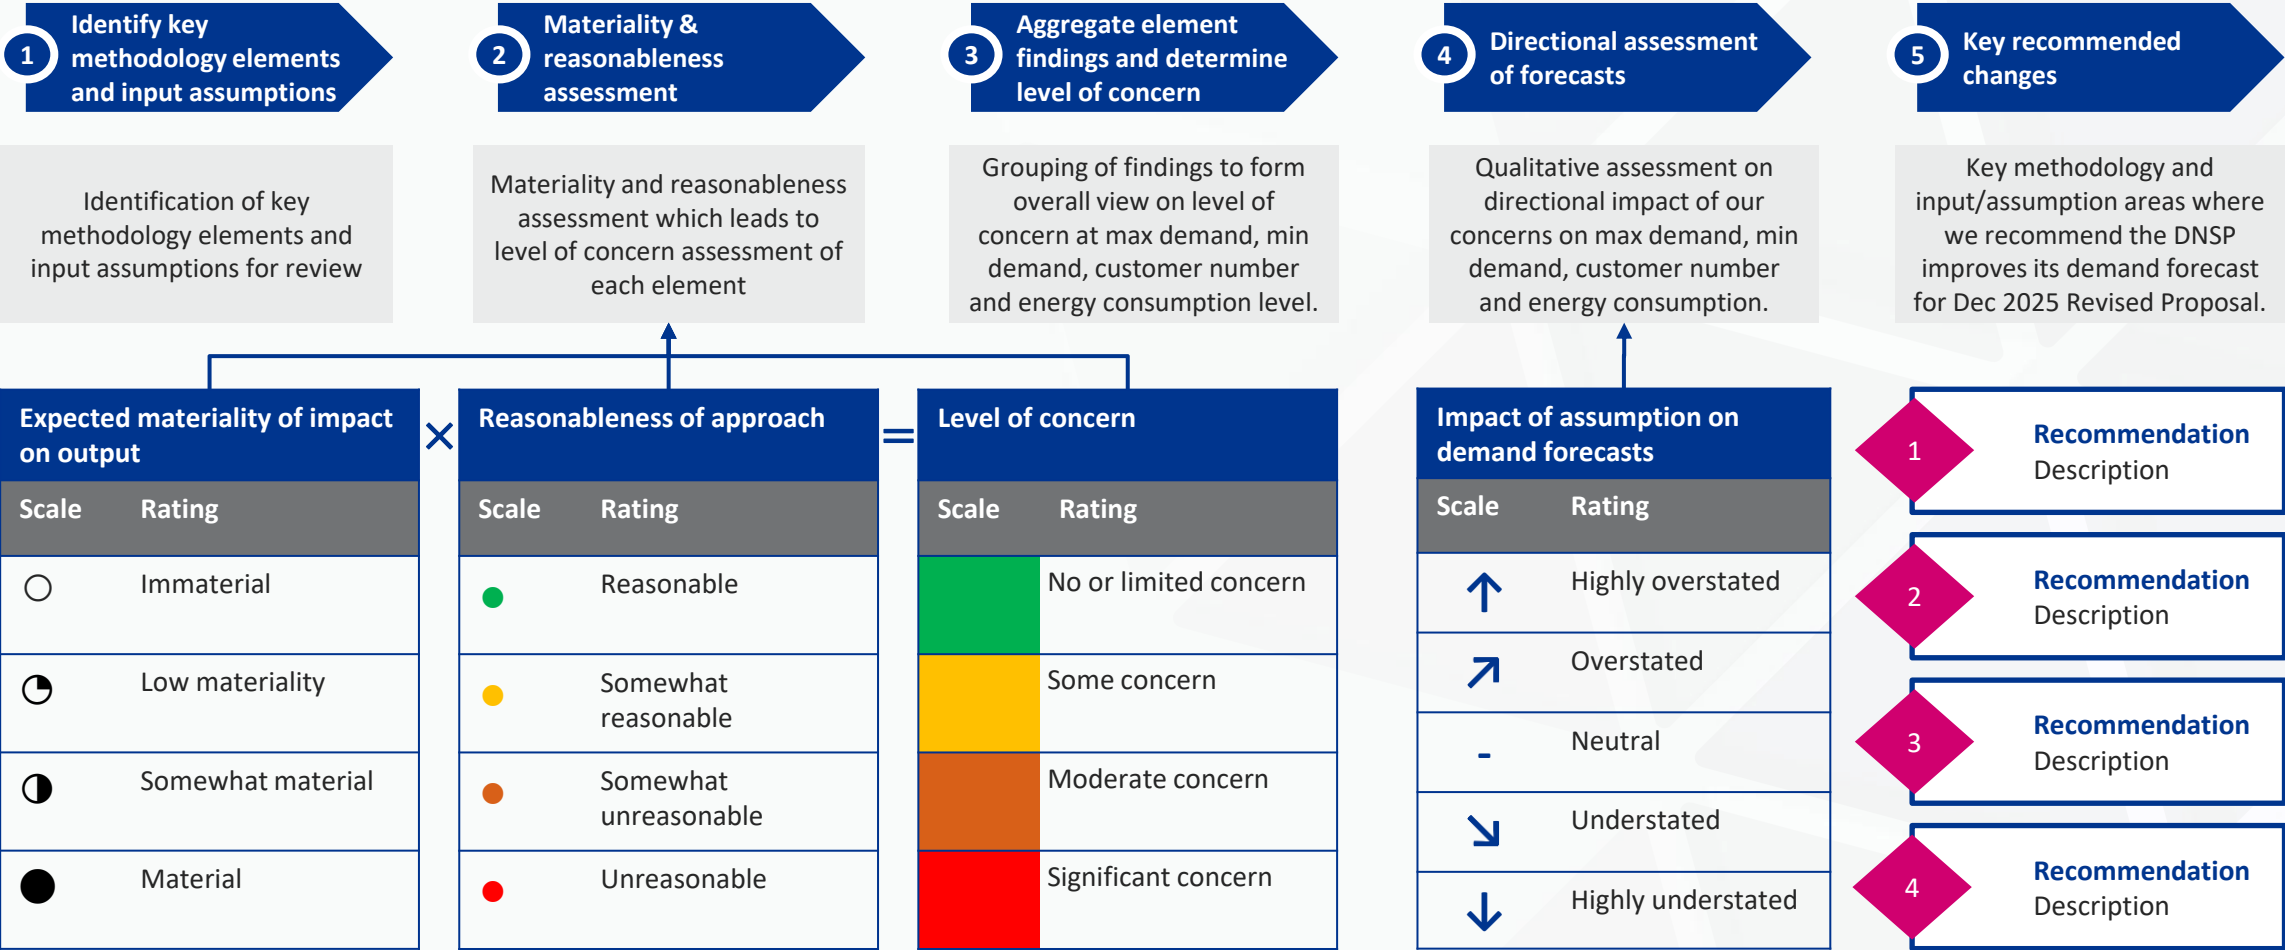 1
Identify key
methodology elements
and input assumptions
2
Materiality &
reasonableness
assessment
3
Aggregate element
findings and determine
level of concern
4
Directional assessment
of forecasts
5
Key recommended
changes
Identification of key
methodology elements and
input assumptions for review
Materiality and reasonableness
assessment which leads to
level of concern assessment of
each element
Grouping of findings to form
overall view on level of
concern at max demand, min
demand, customer number
and energy consumption level.
Qualitative assessment on
directional impact of our
concerns on max demand, min
demand, customer number
and energy consumption.
Key methodology and
input/assumption areas where
we recommend the DNSP
improves its demand forecast
for Dec 2025 Revised Proposal.
Expected materiality of impact
on output
Scale Rating
Immaterial
Low materiality
Somewhat material
Material
×
Reasonableness of approach
Scale Rating
Reasonable
Somewhat
reasonable
Somewhat
unreasonable
Unreasonable
=
Level of concern
Scale Rating
No or limited concern
Some concern
Moderate concern
Significant concern
Impact of assumption on
demand forecasts
Scale Rating
↑ Highly overstated
↗ Overstated
- Neutral
↘ Understated
↓ Highly understated
1
Recommendation
Description
2
Recommendation
Description
3
Recommendation
Description
4
Recommendation
Description